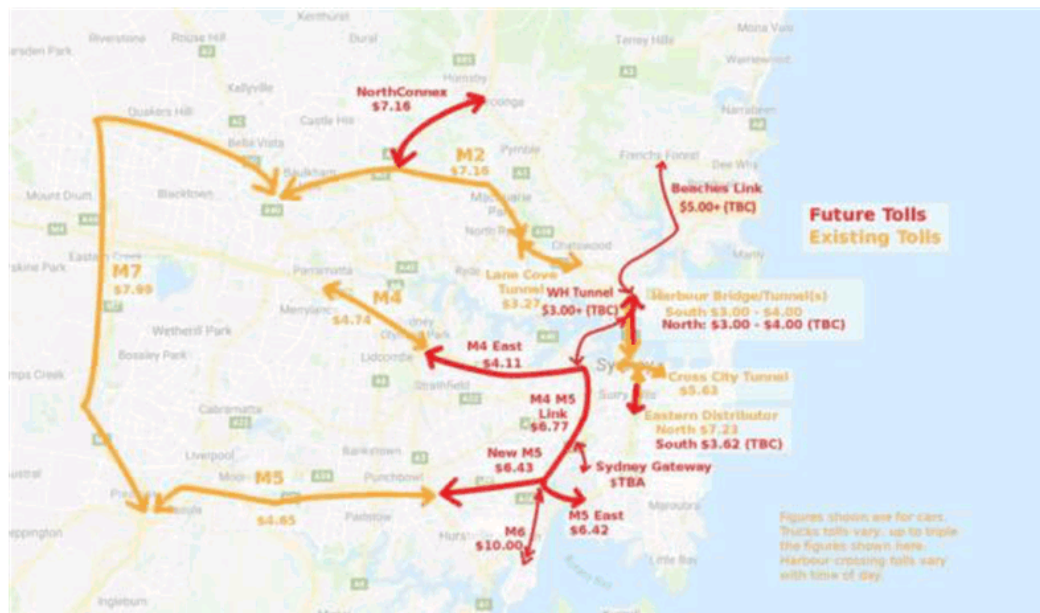 Kenthurst
Riverstone
Rouse Hill
Dural
Terrey Hills
Mona Vale
Warriewood
Hornsby
NorthConnex
$7.16
Kellyville
Quakers Hill
Castle Hill
Narrabeen
Bella Vista
M2
$7.16
Pymble
Frenchs Forest
Dee Why
Mount Druitt
Blacktown
Baulkham
Macquarie
Park
Beaches Link
$5.00+ (TBC)
Future Tolls
Existing Tolls
North
Chatswood
Eastern Creek
M7
$7.99
Parramatta
Ryde
Manly
Lane Cove
Tunnel
$3.27
WH Tunnel
$3.00+ (TBC)
Harbour Bridge/Tunnel(s)
South $3.00 - $4.00
North: $3.00 - $4.00 (TBC)
M4
$4.74
Wetherill Park
Bossley Park
Lidcombe
M4 East
$4.11
Strathfield
Cross City Tunnel
$5.63
M4 M5
Link
$6.77
Eastern Distributor
North $7.23
South $3.62 (TBC)
Cabramatta
Liverpool
Bankstown
New M5
$6.43
Punchbowl
Sydney Gateway
$TBA
M5
$4.65
Padstow
M5 East
$6.42
Maroubra
M6
$10.00
Little Bay
Botany Bay
Ingleburn
Figures shown are for cars.
Trucks tolls vary, up to triple
the figures shown here.
Harbour crossing tolls vary
with time of day.